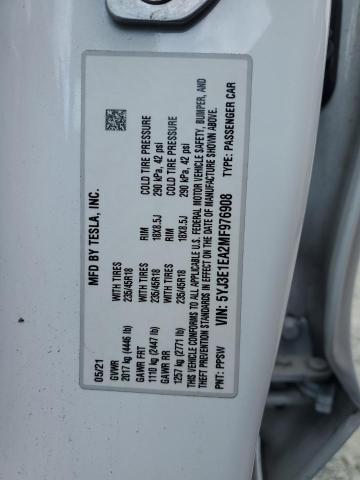 MFD BY TESLA, INC.
05/21
GVWR WITH TIRES RIM COLD TIRE PRESSURE
2017 kg (4446 lb) 235/45R18 18X8.5J 290 kPa, 42 psi
GAWR FRT WITH TIRES RIM COLD TIRE PRESSURE
1110 kg (2447 lb) 235/45R18 18X8.5J 290 kPa, 42 psi
GAWR RR WITH TIRES
1257 kg (2771 lb) 235/45R18
THIS VEHICLE CONFORMS TO ALL APPLICABLE U.S. FEDERAL MOTOR VEHICLE SAFETY, BUMPER, AND
THEFT PREVENTION STANDARDS IN EFFECT ON THE DATE OF MANUFACTURE SHOWN ABOVE.
VIN: 5YJ3E1EA2MF976908
PNT: PPSW TYPE: PASSENGER CAR